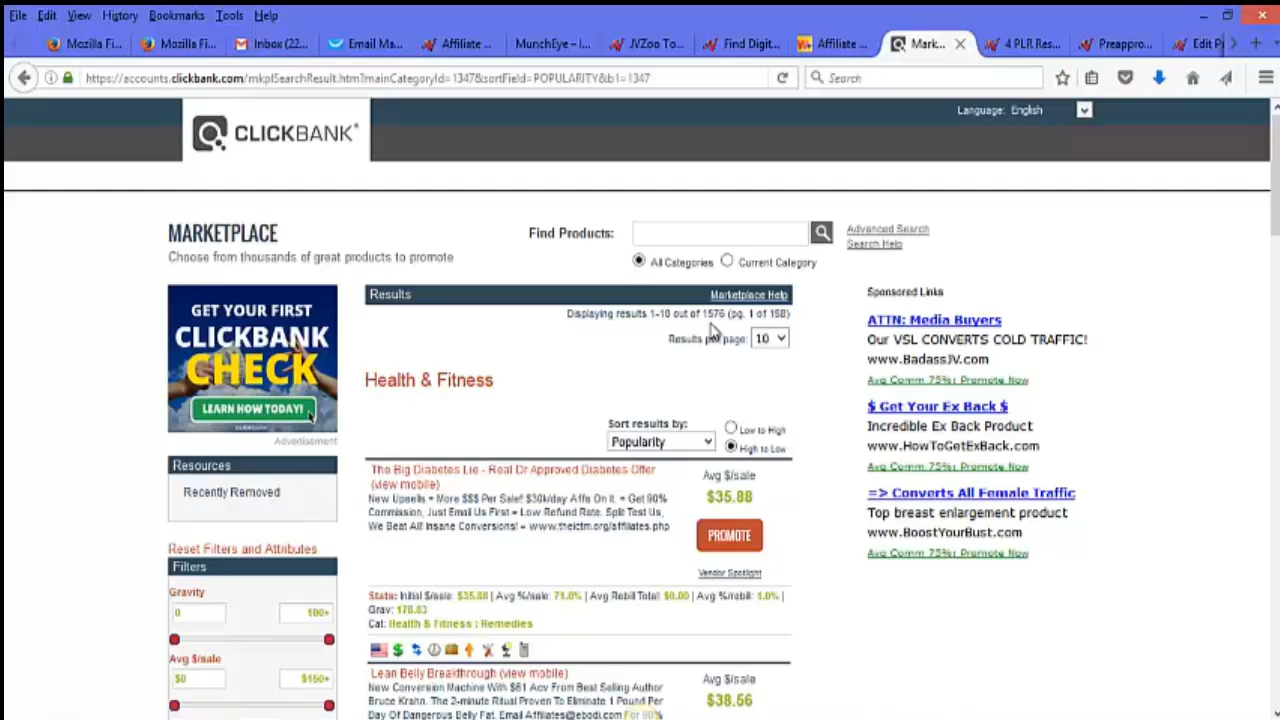 File Edit View History Bookmarks Tools Help
Mozilla Fi... Mozilla Fi... Inbox (22... Email Ma... Affiliate ... MunchEye – I... JVZoo To... Find Digit... Affiliate ... Mark... 4 PLR Res... Preappro... Edit P
https://accounts.clickbank.com/mkplSearchResult.htm?mainCategoryId=1347&sortField=POPULARITY&b1=1347
Search
Language: English
CLICKBANK®
MARKETPLACE
Choose from thousands of great products to promote
Find Products:
Advanced Search
Search Help
All Categories Current Category
GET YOUR FIRST
CLICKBANK
CHECK
LEARN HOW TODAY!
CLICKBANK
Advertisement
Resources
Recently Removed
Reset Filters and Attributes
Filters
Gravity
0 100+
Avg $/sale
$0 $150+
Results Marketplace Help
Displaying results 1-10 out of 1576 (pg. 1 of 158)
Results per page: 10
Health & Fitness
Sort results by:
Popularity
Low to High
High to Low
The Big Diabetes Lie - Real Dr Approved Diabetes Offer
(view mobile)
New Upsells = More $$$ Per Sale! $30k/day Affs On It. = Get 90%
Commission, Just Email Us First = Low Refund Rate. Split Test Us,
We Beat All Insane Conversions! = www.theictm.org/affiliates.php
Avg $/sale
$35.88
PROMOTE
Vendor Spotlight
Stats: Initial $/sale: $35.88 | Avg %/sale: 71.0% | Avg Rebill Total: $0.00 | Avg %/rebill: 1.0% |
Grav: 178.83
Cat: Health & Fitness : Remedies
Lean Belly Breakthrough (view mobile)
New Conversion Machine With $61 Aov From Best Selling Author
Bruce Krahn. The 2-minute Ritual Proven To Eliminate 1 Pound Per
Day Of Dangerous Belly Fat. Email Affiliates@ebodi.com For 90%
Avg $/sale
$38.56
Sponsored Links
ATTN: Media Buyers
Our VSL CONVERTS COLD TRAFFIC!
www.BadassJV.com
Avg Comm 75%: Promote Now
$ Get Your Ex Back $
Incredible Ex Back Product
www.HowToGetExBack.com
Avg Comm 75%: Promote Now
=> Converts All Female Traffic
Top breast enlargement product
www.BoostYourBust.com
Avg Comm 75%: Promote Now